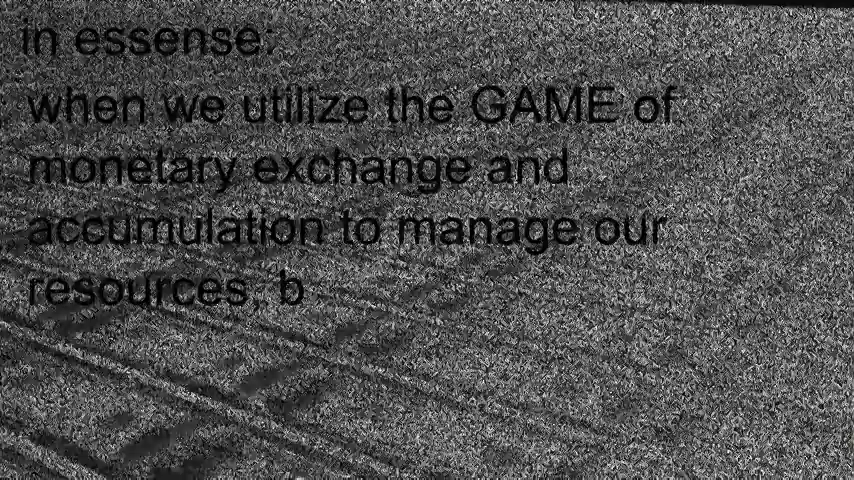 in essense:
when we utilize the GAME of
monetary exchange and
accumulation to manage our
resources, b